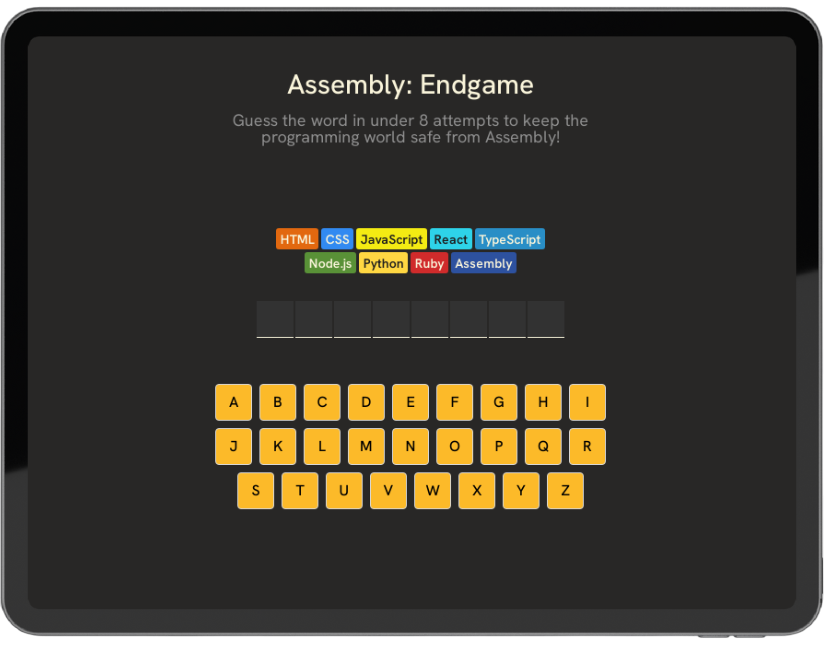 Assembly: Endgame
Guess the word in under 8 attempts to keep the
programming world safe from Assembly!
HTML CSS JavaScript React TypeScript
Node.js Python Ruby Assembly
A B C D E F G H I
J K L M N O P Q R
S T U V W X Y Z